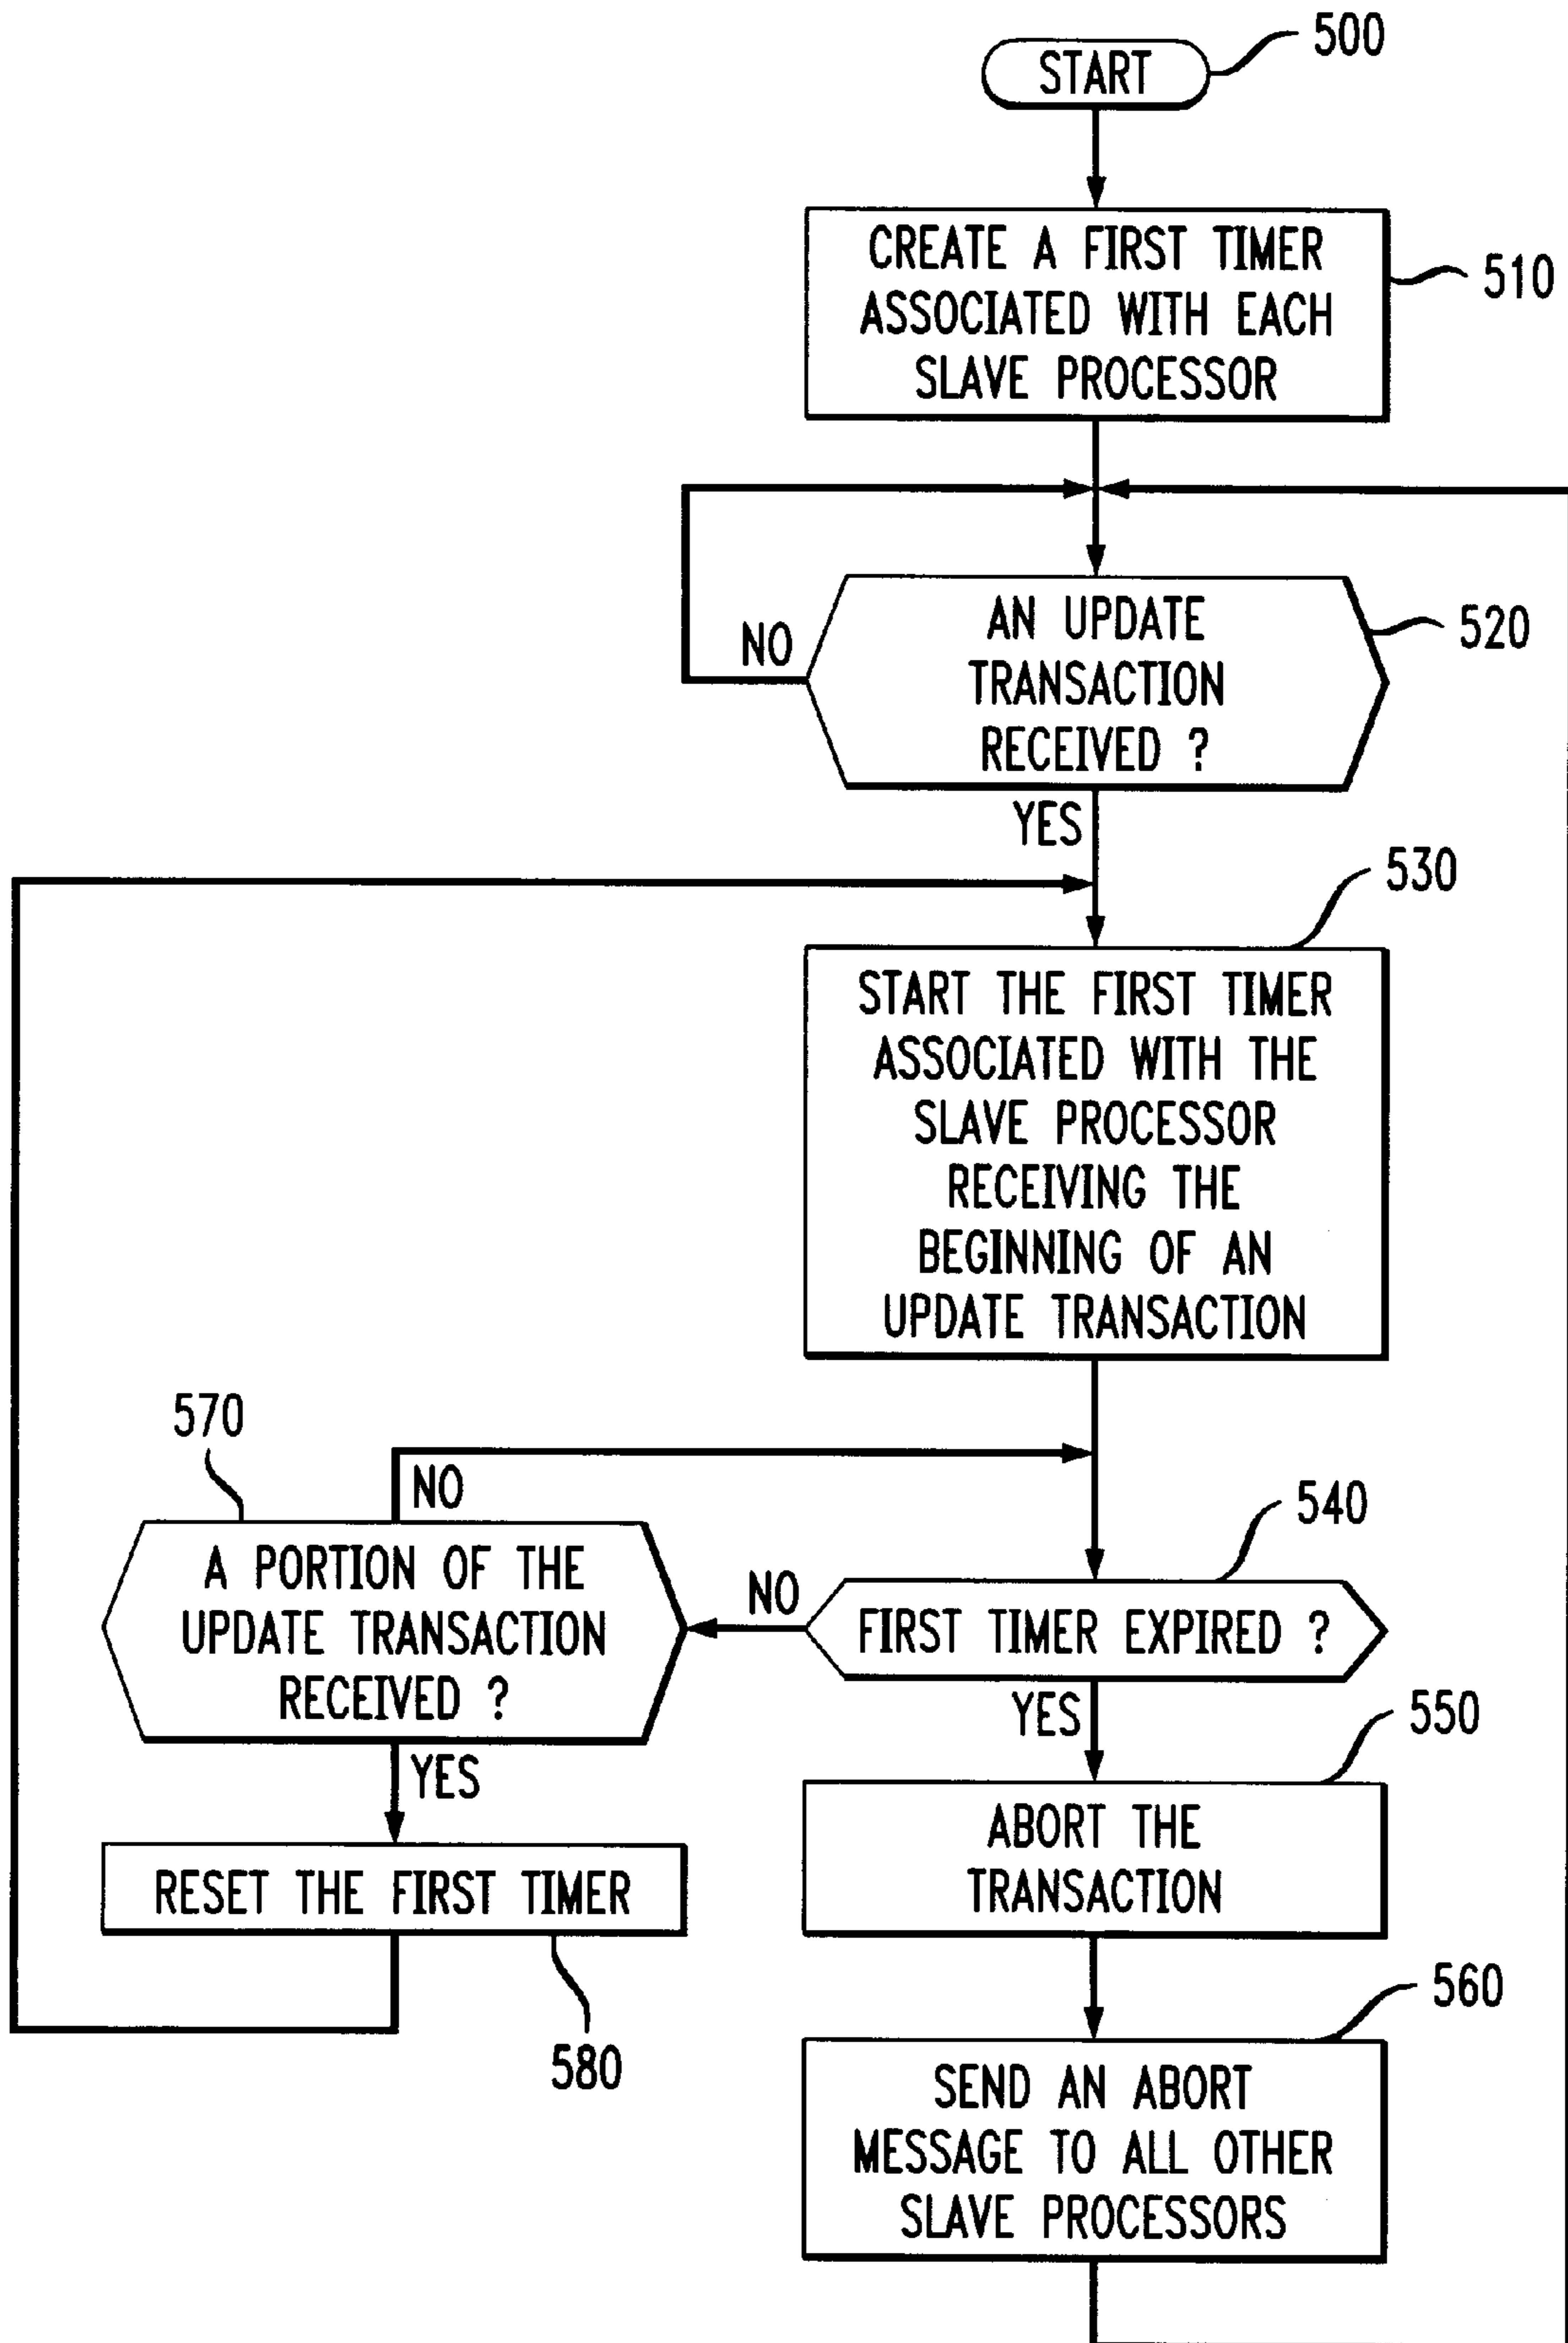 START
500
CREATE A FIRST TIMER
ASSOCIATED WITH EACH
SLAVE PROCESSOR
510
AN UPDATE
TRANSACTION
RECEIVED ?
520
NO
YES
530
START THE FIRST TIMER
ASSOCIATED WITH THE
SLAVE PROCESSOR
RECEIVING THE
BEGINNING OF AN
UPDATE TRANSACTION
570
NO
A PORTION OF THE
UPDATE TRANSACTION
RECEIVED ?
540
NO
FIRST TIMER EXPIRED ?
YES
YES
550
ABORT THE
TRANSACTION
RESET THE FIRST TIMER
580
560
SEND AN ABORT
MESSAGE TO ALL OTHER
SLAVE PROCESSORS